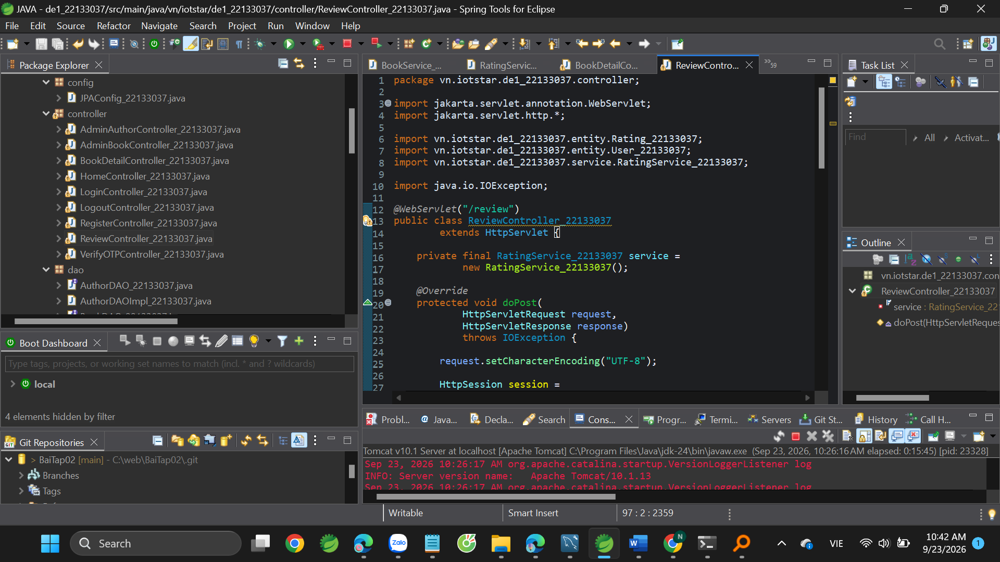 JAVA - de1_22133037/src/main/java/vn/iotstar/de1_22133037/controller/ReviewController_22133037.java - Spring Tools for Eclipse
File Edit Source Refactor Navigate Search Project Run Window Help
Package Explorer
config
JPAConfig_22133037.java
controller
AdminAuthorController_22133037.java
AdminBookController_22133037.java
BookDetailController_22133037.java
HomeController_22133037.java
LoginController_22133037.java
LogoutController_22133037.java
RegisterController_22133037.java
ReviewController_22133037.java
VerifyOTPController_22133037.java
dao
AuthorDAO_22133037.java
AuthorDAOImpl_22133037.java
Boot Dashboard
Type tags, projects, or working set names to match (incl. * and ? wildcards)
local
4 elements hidden by filter
Git Repositories
> BaiTap02 [main] - C:\web\BaiTap02\.git
Branches
Tags
BookService_... RatingServic... BookDetailCo... ReviewContro... »59
1 package vn.iotstar.de1_22133037.controller;
2
3 import jakarta.servlet.annotation.WebServlet;
4 import jakarta.servlet.http.*;
5
6 import vn.iotstar.de1_22133037.entity.Rating_22133037;
7 import vn.iotstar.de1_22133037.entity.User_22133037;
8 import vn.iotstar.de1_22133037.service.RatingService_22133037;
9
10 import java.io.IOException;
11
12 @WebServlet("/review")
13 public class ReviewController_22133037
14 extends HttpServlet {
15
16 private final RatingService_22133037 service =
17 new RatingService_22133037();
18
19 @Override
20 protected void doPost(
21 HttpServletRequest request,
22 HttpServletResponse response)
23 throws IOException {
24
25 request.setCharacterEncoding("UTF-8");
26
27 HttpSession session =
Task List
Find All Activat...
Outline
vn.iotstar.de1_22133037.con
ReviewController_22133037
service : RatingService_22
doPost(HttpServletReques
Probl... Java... Decla... Search Cons... Progr... Termi... Servers Git St... History Call H...
Tomcat v10.1 Server at localhost [Apache Tomcat] C:\Program Files\Java\jdk-24\bin\javaw.exe (Sep 23, 2026, 10:26:16 AM elapsed: 0:15:45) [pid: 23328]
Sep 23, 2026 10:26:17 AM org.apache.catalina.startup.VersionLoggerListener log
INFO: Server version name: Apache Tomcat/10.1.13
Sep 23, 2026 10:26:17 AM org.apache.catalina.startup.VersionLoggerListener log
Writable Smart Insert 97 : 2 : 2359
Search
Zalo
N
VIE
10:42 AM
9/23/2026
1